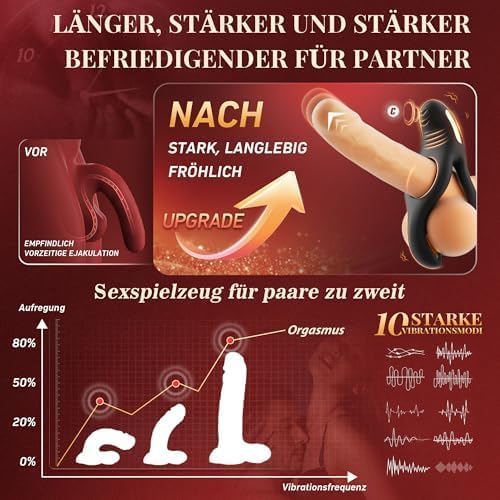 LÄNGER, STÄRKER UND STÄRKER
BEFRIEDIGENDER FÜR PARTNER
VOR
EMPFINDLICH
VORZEITIGE EJAKULATION
NACH
STARK, LANGLEBIG
FRÖHLICH
UPGRADE
C
Sexspielzeug für paare zu zweit
Aufregung
80%
50%
20%
0%
Orgasmus
Vibrationsfrequenz
10 STARKE
VIBRATIONSMODI